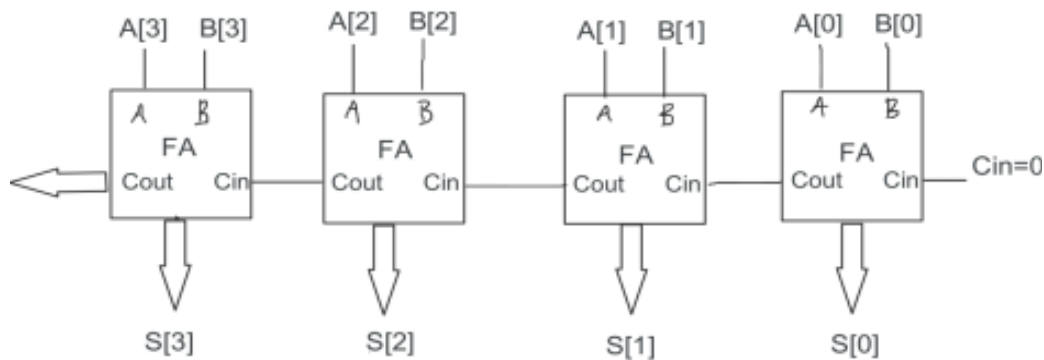 A[3] B[3] A[2] B[2] A[1] B[1] A[0] B[0]
A B A B A B A B
FA FA FA FA
Cout Cin Cout Cin Cout Cin Cout Cin Cin=0
S[3] S[2] S[1] S[0]